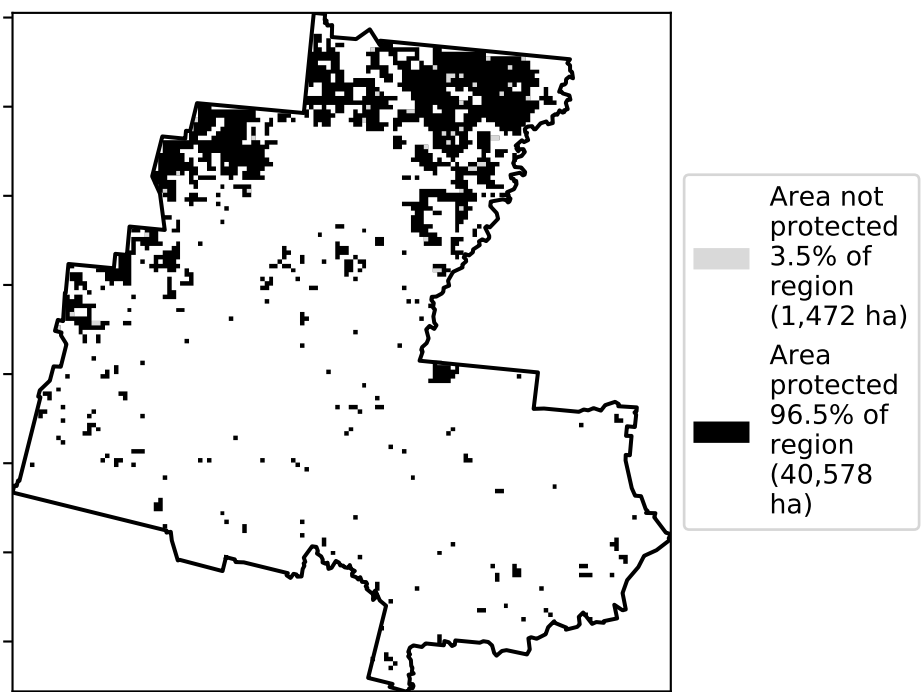 Area not
protected
3.5% of
region
(1,472 ha)
Area
protected
96.5% of
region
(40,578
ha)